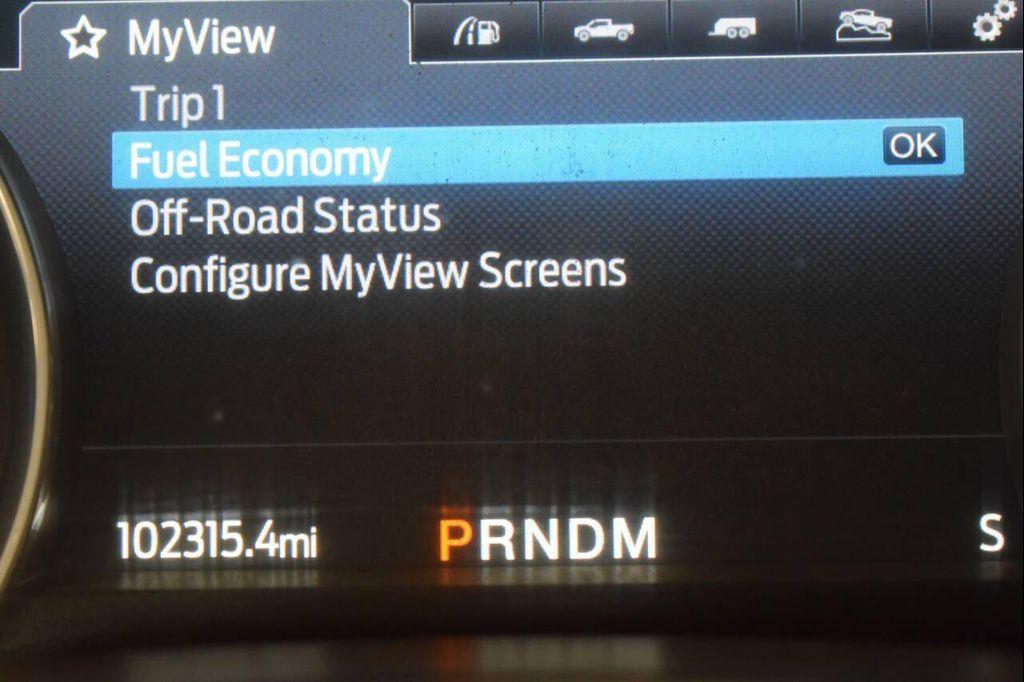 MyView
Trip 1
Fuel Economy OK
Off-Road Status
Configure MyView Screens
102315.4mi PRNDM S